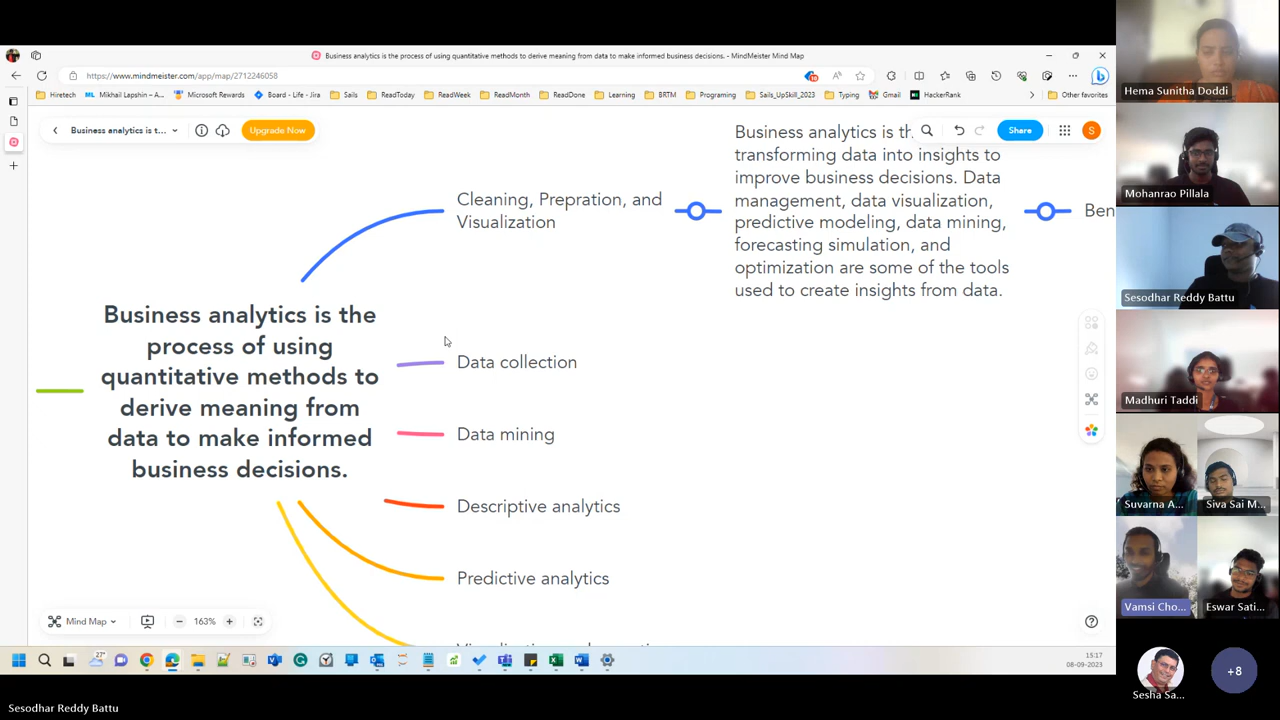 Business analytics is the process of using quantitative methods to derive meaning from data to make informed business decisions. - MindMeister Mind Map
https://www.mindmeister.com/app/map/2712246058
Hiretech
Mikhail Lapshin – A...
Microsoft Rewards
Board - Life - Jira
Sails
ReadToday
ReadWeek
ReadMonth
ReadDone
Learning
BRTM
Programing
Sails_UpSkill_2023
Typing
Gmail
HackerRank
Other favorites
Business analytics is t...
Upgrade Now
Share
S
Business analytics is th
transforming data into insights to
improve business decisions. Data
management, data visualization,
predictive modeling, data mining,
forecasting simulation, and
optimization are some of the tools
used to create insights from data.
Cleaning, Prepration, and
Visualization
Ben
Business analytics is the
process of using
quantitative methods to
derive meaning from
data to make informed
business decisions.
Data collection
Data mining
Descriptive analytics
Predictive analytics
Mind Map
163%
27°
15:17
08-09-2023
Hema Sunitha Doddi
Mohanrao Pillala
Sesodhar Reddy Battu
Madhuri Taddi
Suvarna A...
Siva Sai M...
Vamsi Cho...
Eswar Sati...
Sesha Sa...
+8
Sesodhar Reddy Battu